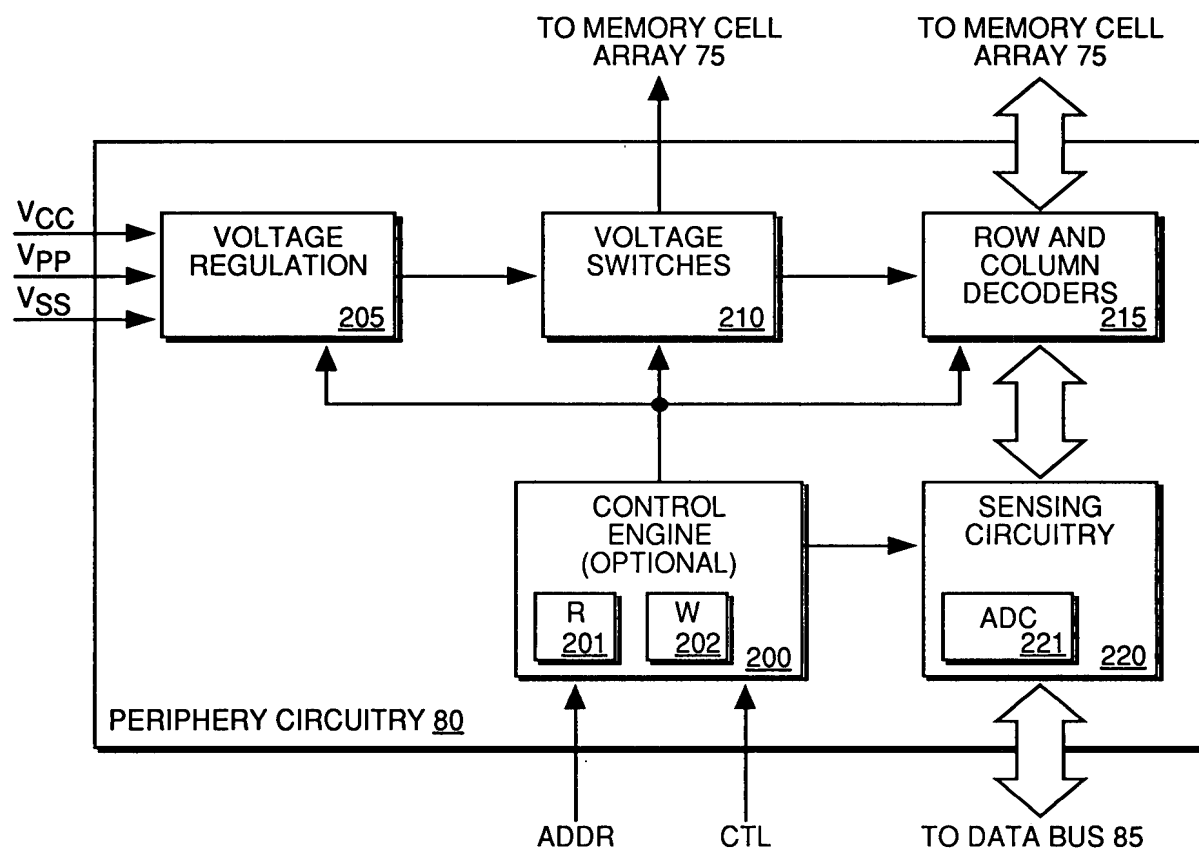 TO MEMORY CELL
ARRAY 75
TO MEMORY CELL
ARRAY 75
VCC
VPP
VSS
VOLTAGE
REGULATION
205
VOLTAGE
SWITCHES
210
ROW AND
COLUMN
DECODERS
215
CONTROL
ENGINE
(OPTIONAL)
R
201
W
202
200
SENSING
CIRCUITRY
ADC
221
220
PERIPHERY CIRCUITRY 80
ADDR
CTL
TO DATA BUS 85